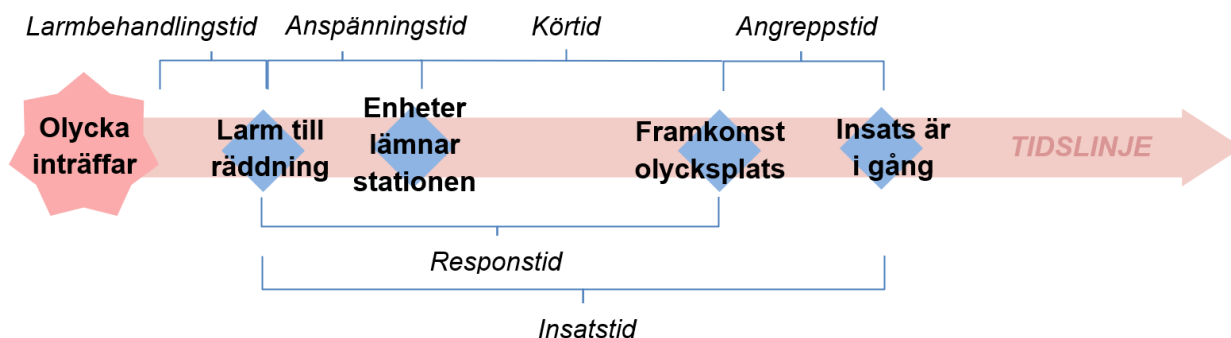 Larmbehandlingstid
Anspänningstid
Körtid
Angreppstid
Olycka
inträffar
Larm till
räddning
Enheter
lämnar
stationen
Framkomst
olycksplats
Insats är
i gång
TIDSLINJE
Responstid
Insatstid